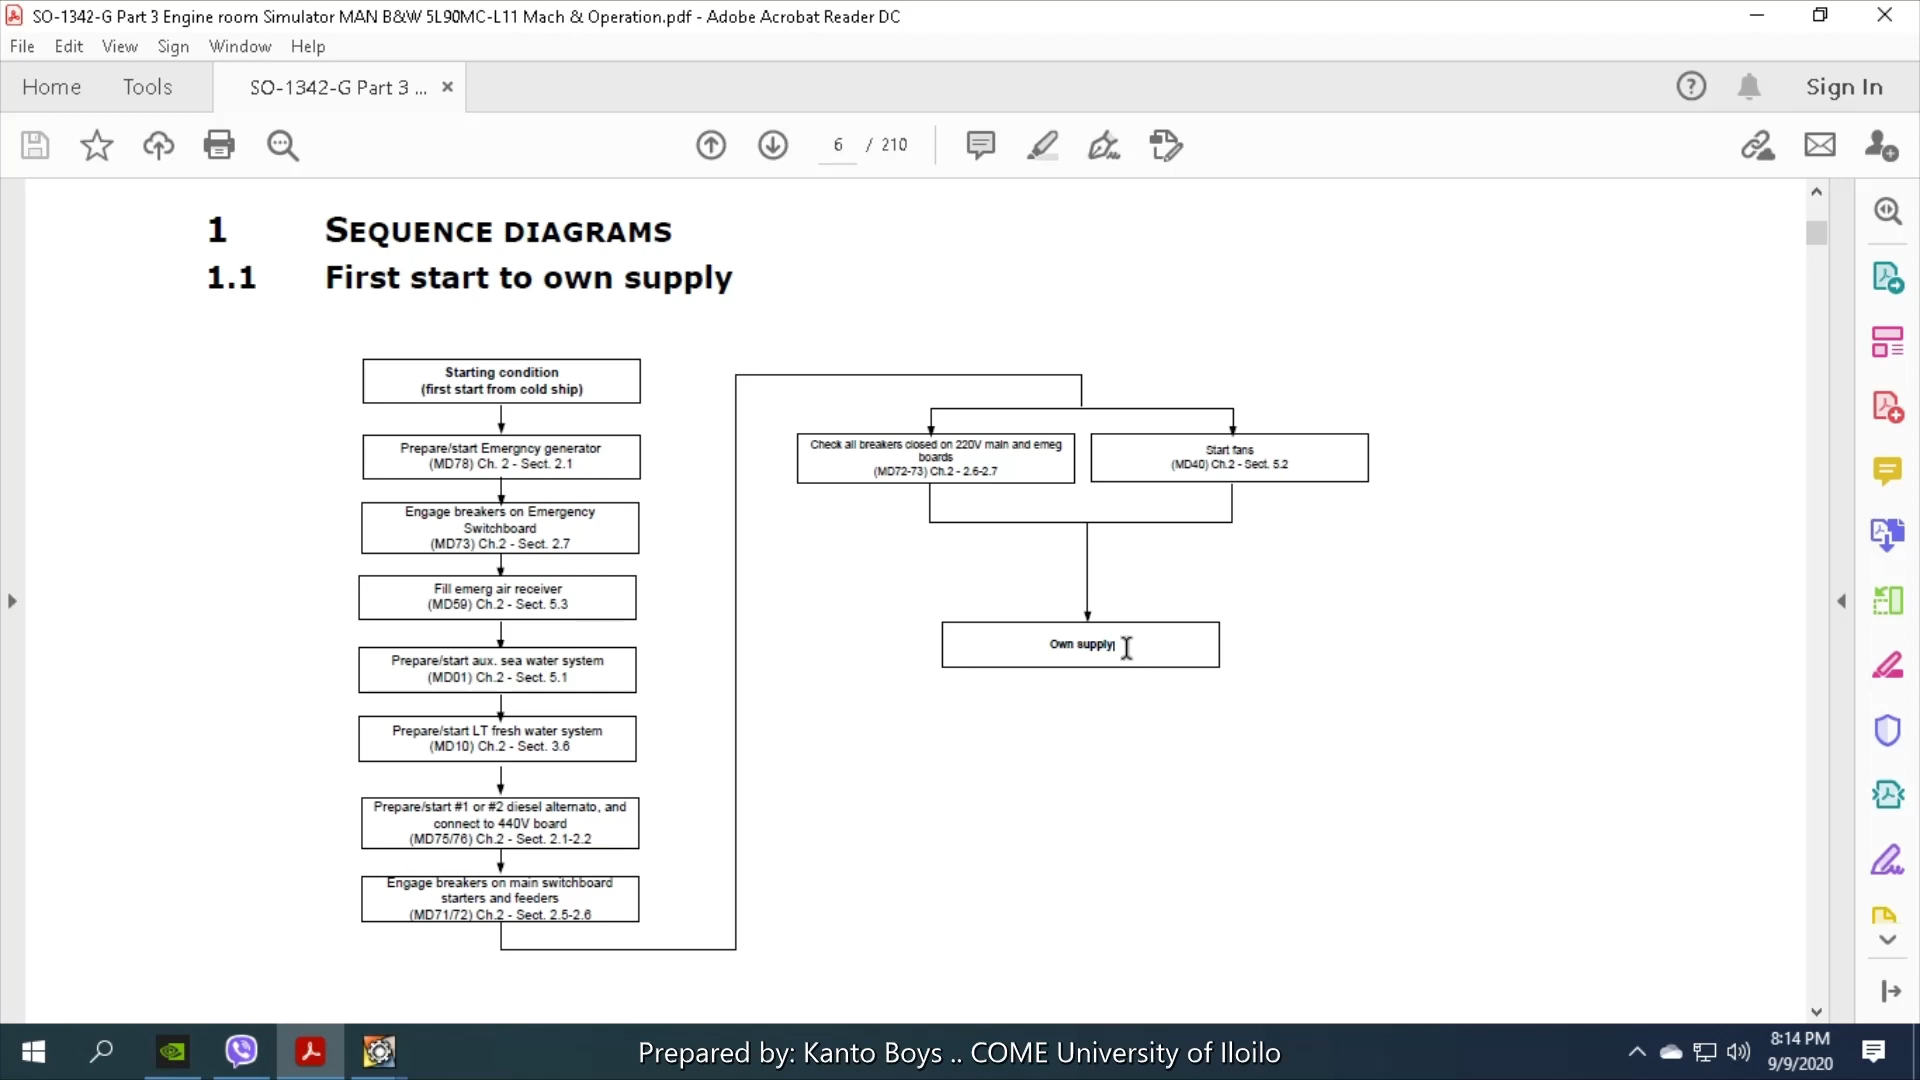 SO-1342-G Part 3 Engine room Simulator MAN B&W 5L90MC-L11 Mach & Operation.pdf - Adobe Acrobat Reader DC
File Edit View Sign Window Help
Home Tools SO-1342-G Part 3 ... × Sign In
6 / 210
1 SEQUENCE DIAGRAMS
1.1 First start to own supply
Starting condition
(first start from cold ship)
Prepare/start Emergncy generator
(MD78) Ch. 2 - Sect. 2.1
Engage breakers on Emergency
Switchboard
(MD73) Ch.2 - Sect. 2.7
Fill emerg air receiver
(MD59) Ch.2 - Sect. 5.3
Prepare/start aux. sea water system
(MD01) Ch.2 - Sect. 5.1
Prepare/start LT fresh water system
(MD10) Ch.2 - Sect. 3.6
Prepare/start #1 or #2 diesel alternato, and
connect to 440V board
(MD75/76) Ch.2 - Sect. 2.1-2.2
Engage breakers on main switchboard
starters and feeders
(MD71/72) Ch.2 - Sect. 2.5-2.6
Check all breakers closed on 220V main and emeg
boards
(MD72-73) Ch.2 - 2.6-2.7
Start fans
(MD40) Ch.2 - Sect. 5.2
Own supply
Prepared by: Kanto Boys .. COME University of Iloilo
8:14 PM
9/9/2020